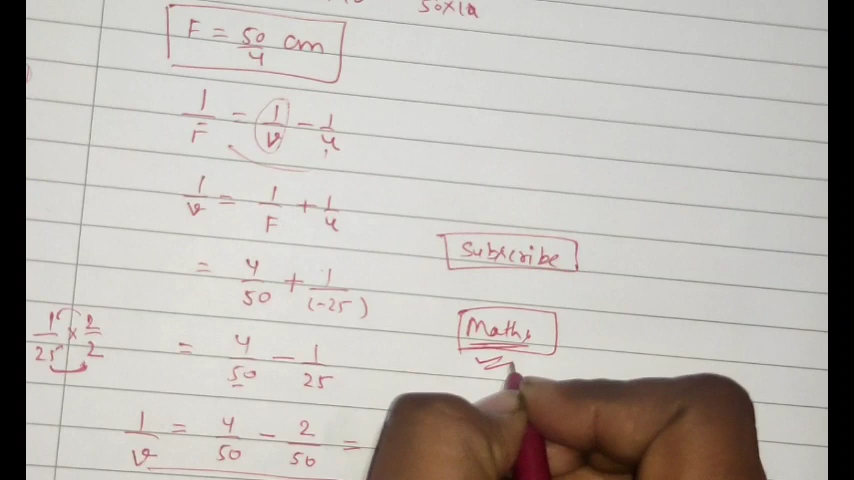 50×1
F = 50/4 cm
1/F = 1/v - 1/u
1/v = 1/F + 1/u
= 4/50 + 1/(-25)
Subscribe
Maths
1/25 × 2/2
= 4/50 - 1/25
1/v = 4/50 - 2/50 =